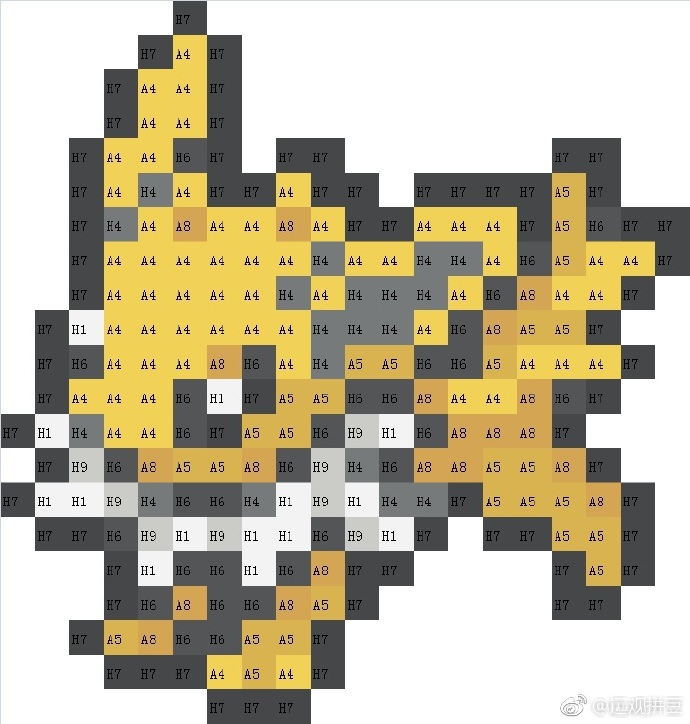 H7
H7 A4 H7
H7 A4 A4 H7
H7 A4 A4 H7
H7 A4 A4 H6 H7 H7 H7 H7 H7
H7 A4 H4 A4 H7 H7 A4 H7 H7 H7 H7 H7 H7 A5 H7
H7 H4 A4 A8 A4 A4 A8 A4 H7 H7 A4 A4 A4 H7 A5 H6 H7 H7
H7 A4 A4 A4 A4 A4 A4 H4 A4 A4 H4 H4 A4 H6 A5 A4 A4 H7
H7 A4 A4 A4 A4 A4 H4 A4 H4 H4 H4 A4 H6 A8 A4 A4 H7
H7 H1 A4 A4 A4 A4 A4 A4 H4 H4 H4 A4 H6 A8 A5 A5 H7
H7 H6 A4 A4 A4 A8 H6 A4 H4 A5 A5 H6 H6 A5 A4 A4 A4 H7
H7 A4 A4 A4 H6 H1 H7 A5 A5 H6 H6 A8 A4 A4 A8 H6 H7
H7 H1 H4 A4 A4 H6 H7 A5 A5 H6 H9 H1 H6 A8 A8 A8 H7
H7 H9 H6 A8 A5 A5 A8 H6 H9 H4 H6 A8 A8 A5 A5 A8 H7
H7 H1 H1 H9 H4 H6 H6 H4 H1 H9 H1 H4 H4 H7 A5 A5 A5 A8 H7
H7 H7 H6 H9 H1 H9 H1 H1 H6 H9 H1 H7 H7 H7 A5 A5 H7
H7 H1 H6 H6 H1 H6 A8 H7 H7 H7 A5 H7
H7 H6 A8 H6 H6 A8 A5 H7 H7 H7
H7 A5 A8 H6 H6 A5 A5 H7
H7 H7 H7 A4 A5 A4 H7
H7 H7 H7
@远观拼豆